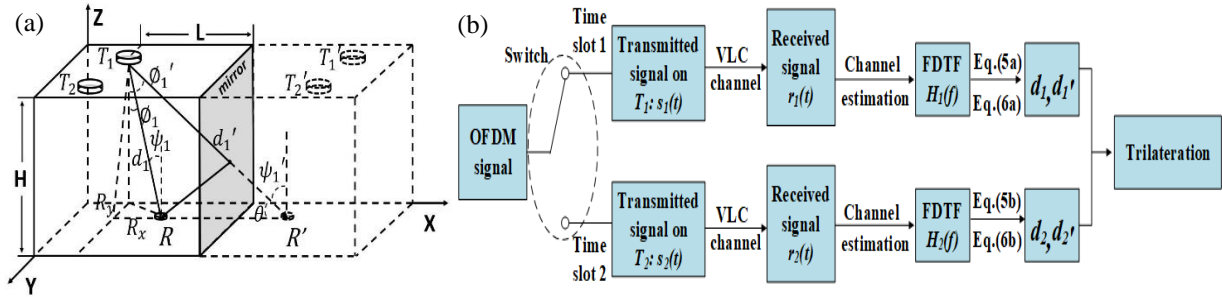 (a)
Z
L
T₁
T₁'
T₂
T₂'
mirror
ϕ₁'
ϕ₁
ψ₁
d₁
d₁'
H
ψ₁'
R_y
R_x
R
θ
R'
X
Y
(b)
Switch
OFDM
signal
Time
slot 1
Transmitted
signal on
T₁: s₁(t)
VLC
channel
Received
signal
r₁(t)
Channel
estimation
FDTF
H₁(f)
Eq.(5a)
Eq.(6a)
d₁,d₁'
Trilateration
Time
slot 2
Transmitted
signal on
T₂: s₂(t)
VLC
channel
Received
signal
r₂(t)
Channel
estimation
FDTF
H₂(f)
Eq.(5b)
Eq.(6b)
d₂,d₂'